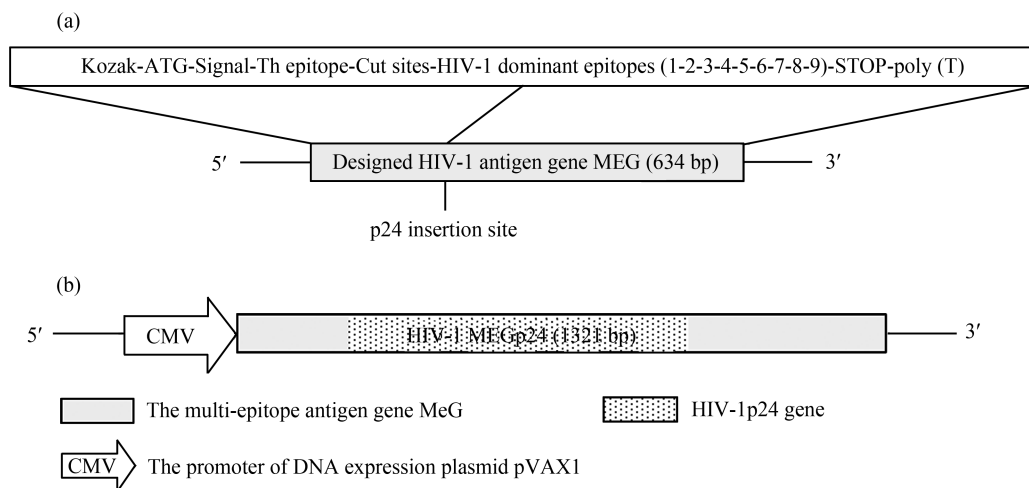 (a)
Kozak-ATG-Signal-Th epitope-Cut sites-HIV-1 dominant epitopes (1-2-3-4-5-6-7-8-9)-STOP-poly (T)
5′ Designed HIV-1 antigen gene MEG (634 bp) 3′
p24 insertion site
(b)
5′ CMV HIV-1 MEGp24 (1321 bp) 3′
The multi-epitope antigen gene MeG HIV-1p24 gene
CMV The promoter of DNA expression plasmid pVAX1